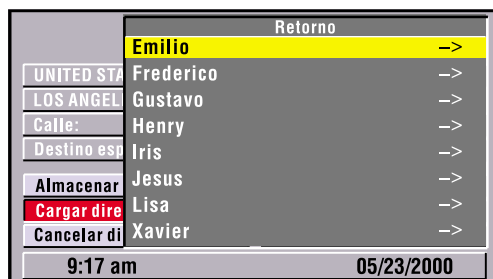 Retorno
Emilio –>
UNITED STA Frederico –>
LOS ANGEL Gustavo –>
Calle: Henry –>
Destino esp Iris –>
Almacenar Jesus –>
Cargar dire Lisa –>
Cancelar di Xavier –>
9:17 am 05/23/2000